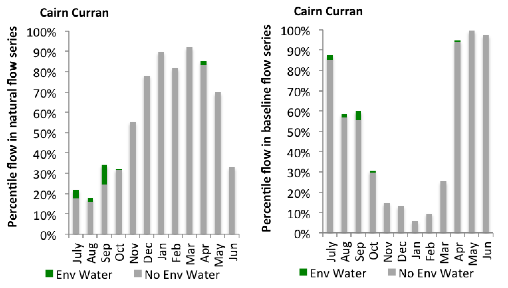 Cairn Curran
Percentile flow in natural flow series
100%
90%
80%
70%
60%
50%
40%
30%
20%
10%
0%
July Aug Sep Oct Nov Dec Jan Feb Mar Apr May Jun
Env Water No Env Water
Cairn Curran
Percentile flow in baseline flow series
100%
90%
80%
70%
60%
50%
40%
30%
20%
10%
0%
July Aug Sep Oct Nov Dec Jan Feb Mar Apr May Jun
Env Water No Env Water